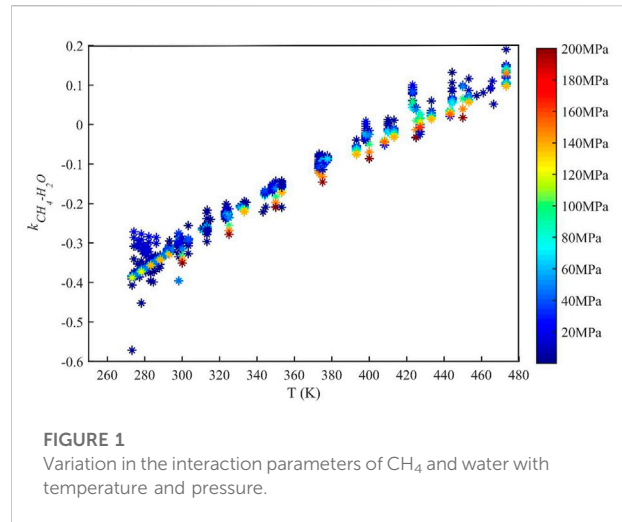 0.2
0.1
0
-0.1
-0.2
-0.3
-0.4
-0.5
-0.6
k_{CH_4-H_2O}
260 280 300 320 340 360 380 400 420 440 460 480
T (K)
200MPa
180MPa
160MPa
140MPa
120MPa
100MPa
80MPa
60MPa
40MPa
20MPa
FIGURE 1
Variation in the interaction parameters of CH₄ and water with
temperature and pressure.